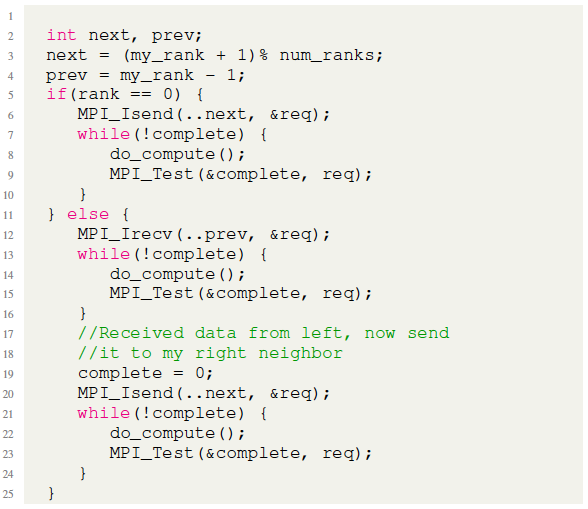 1
2 int next, prev;
3 next = (my_rank + 1)% num_ranks;
4 prev = my_rank - 1;
5 if(rank == 0) {
6 MPI_Isend(..next, &req);
7 while(!complete) {
8 do_compute();
9 MPI_Test(&complete, req);
10 }
11 } else {
12 MPI_Irecv(..prev, &req);
13 while(!complete) {
14 do_compute();
15 MPI_Test(&complete, req);
16 }
17 //Received data from left, now send
18 //it to my right neighbor
19 complete = 0;
20 MPI_Isend(..next, &req);
21 while(!complete) {
22 do_compute();
23 MPI_Test(&complete, req);
24 }
25 }